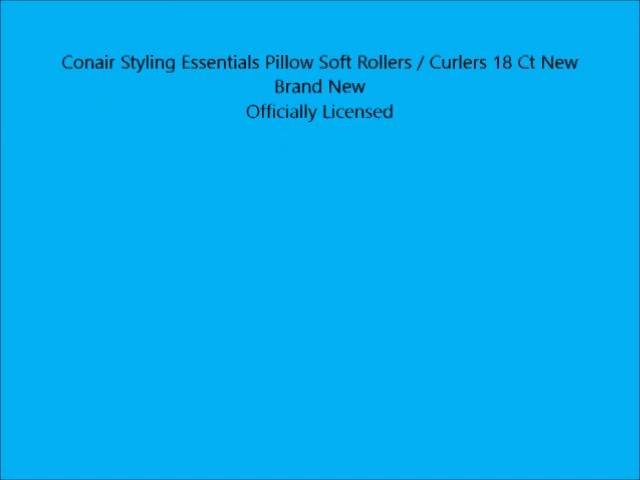 Conair Styling Essentials Pillow Soft Rollers / Curlers 18 Ct New
Brand New
Officially Licensed